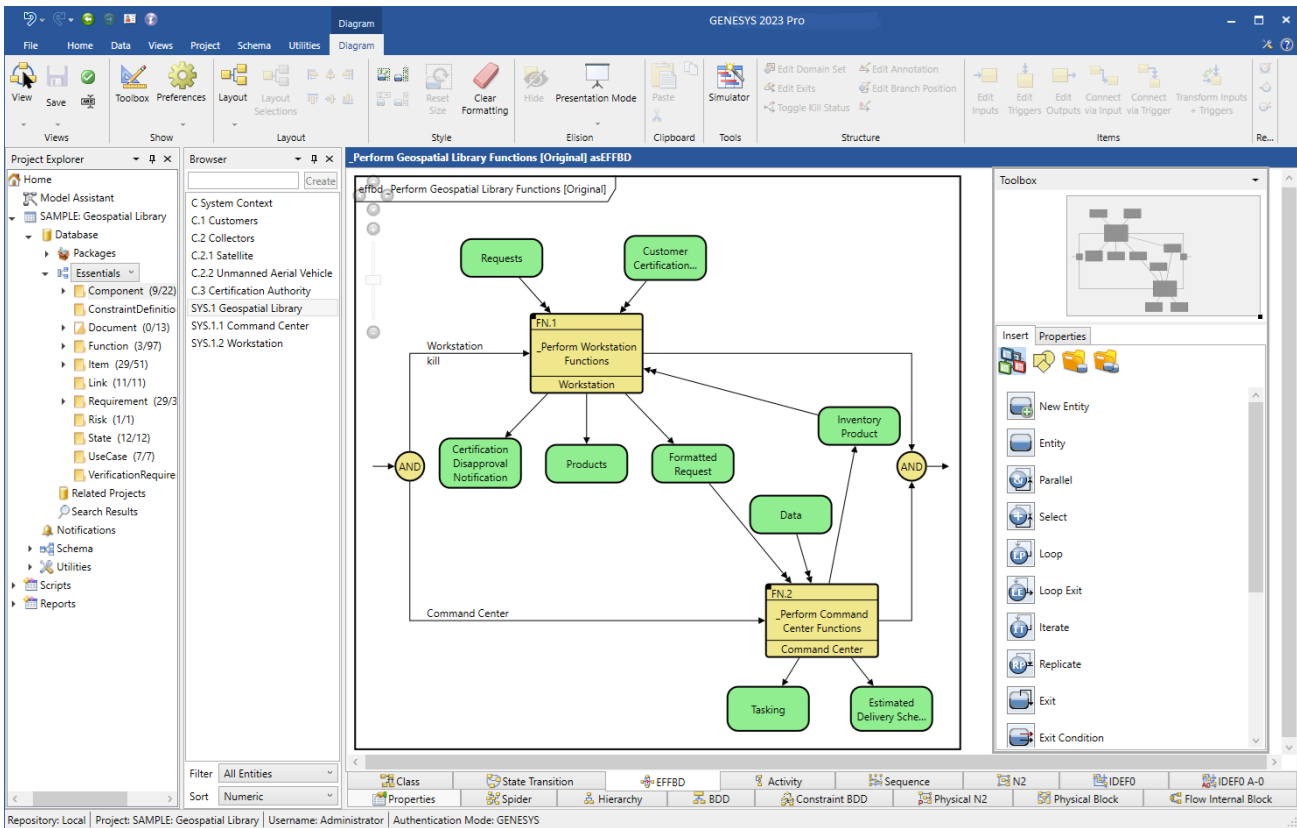 Diagram
GENESYS 2023 Pro
File Home Data Views Project Schema Utilities Diagram
View Save Toolbox Preferences Layout Layout Selections Reset Size Clear Formatting Hide Presentation Mode Paste Simulator
Edit Domain Set Edit Annotation
Edit Exits Edit Branch Position
Toggle Kill Status
Edit Inputs Edit Triggers Edit Outputs Connect via Input Connect via Trigger Transform Inputs + Triggers
Views Show Layout Style Elision Clipboard Tools Structure Items Re...
Project Explorer
Home
Model Assistant
SAMPLE: Geospatial Library
Database
Packages
Essentials
Component (9/22)
ConstraintDefinitio
Document (0/13)
Function (3/97)
Item (29/51)
Link (11/11)
Requirement (29/3
Risk (1/1)
State (12/12)
UseCase (7/7)
VerificationRequire
Related Projects
Search Results
Notifications
Schema
Utilities
Scripts
Reports
Browser
Create
C System Context
C.1 Customers
C.2 Collectors
C.2.1 Satellite
C.2.2 Unmanned Aerial Vehicle
C.3 Certification Authority
SYS.1 Geospatial Library
SYS.1.1 Command Center
SYS.1.2 Workstation
Filter All Entities
Sort Numeric
_Perform Geospatial Library Functions [Original] asEFFBD
effbd _Perform Geospatial Library Functions [Original]
Requests
Customer
Certification...
FN.1
_Perform Workstation
Functions
Workstation
Workstation
kill
Inventory
Product
AND
Certification
Disapproval
Notification
Products
Formatted
Request
AND
Data
FN.2
_Perform Command
Center Functions
Command Center
Command Center
Tasking
Estimated
Delivery Sche...
Toolbox
Insert Properties
New Entity
Entity
Parallel
&
Select
+
Loop
LP
Loop Exit
LE
Iterate
IT
Replicate
RP
Exit
Exit Condition
Class State Transition EFFBD Activity Sequence N2 IDEF0 IDEF0 A-0
Properties Spider Hierarchy BDD Constraint BDD Physical N2 Physical Block Flow Internal Block
Repository: Local Project: SAMPLE: Geospatial Library Username: Administrator Authentication Mode: GENESYS